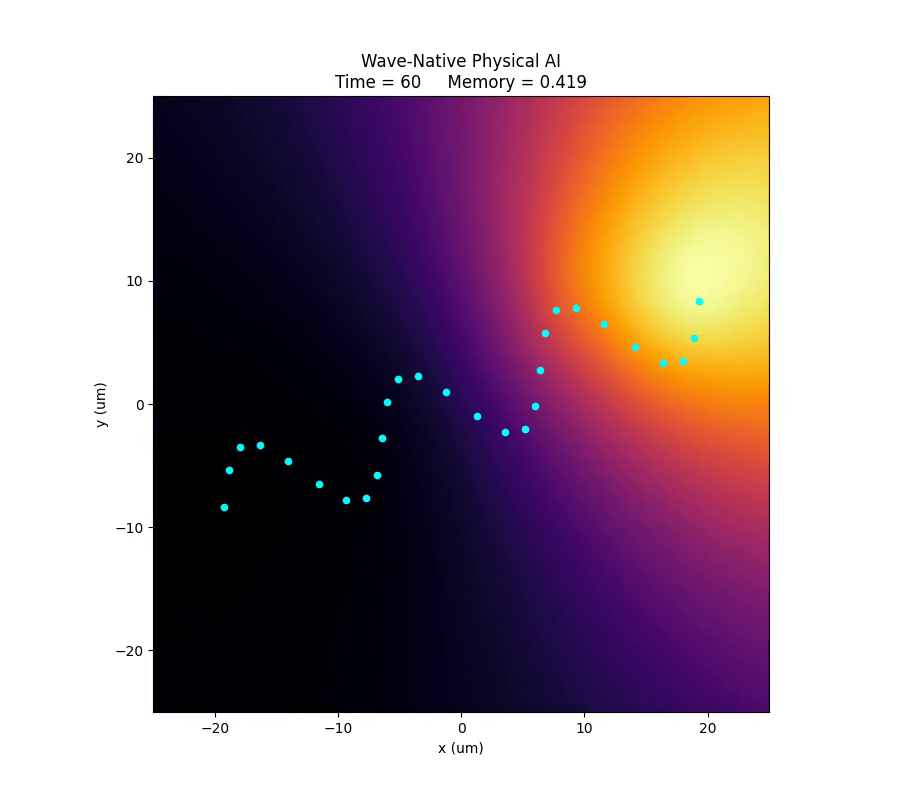 Wave-Native Physical AI
Time = 60 Memory = 0.419
20
10
0
−10
−20
y (um)
−20 −10 0 10 20
x (um)